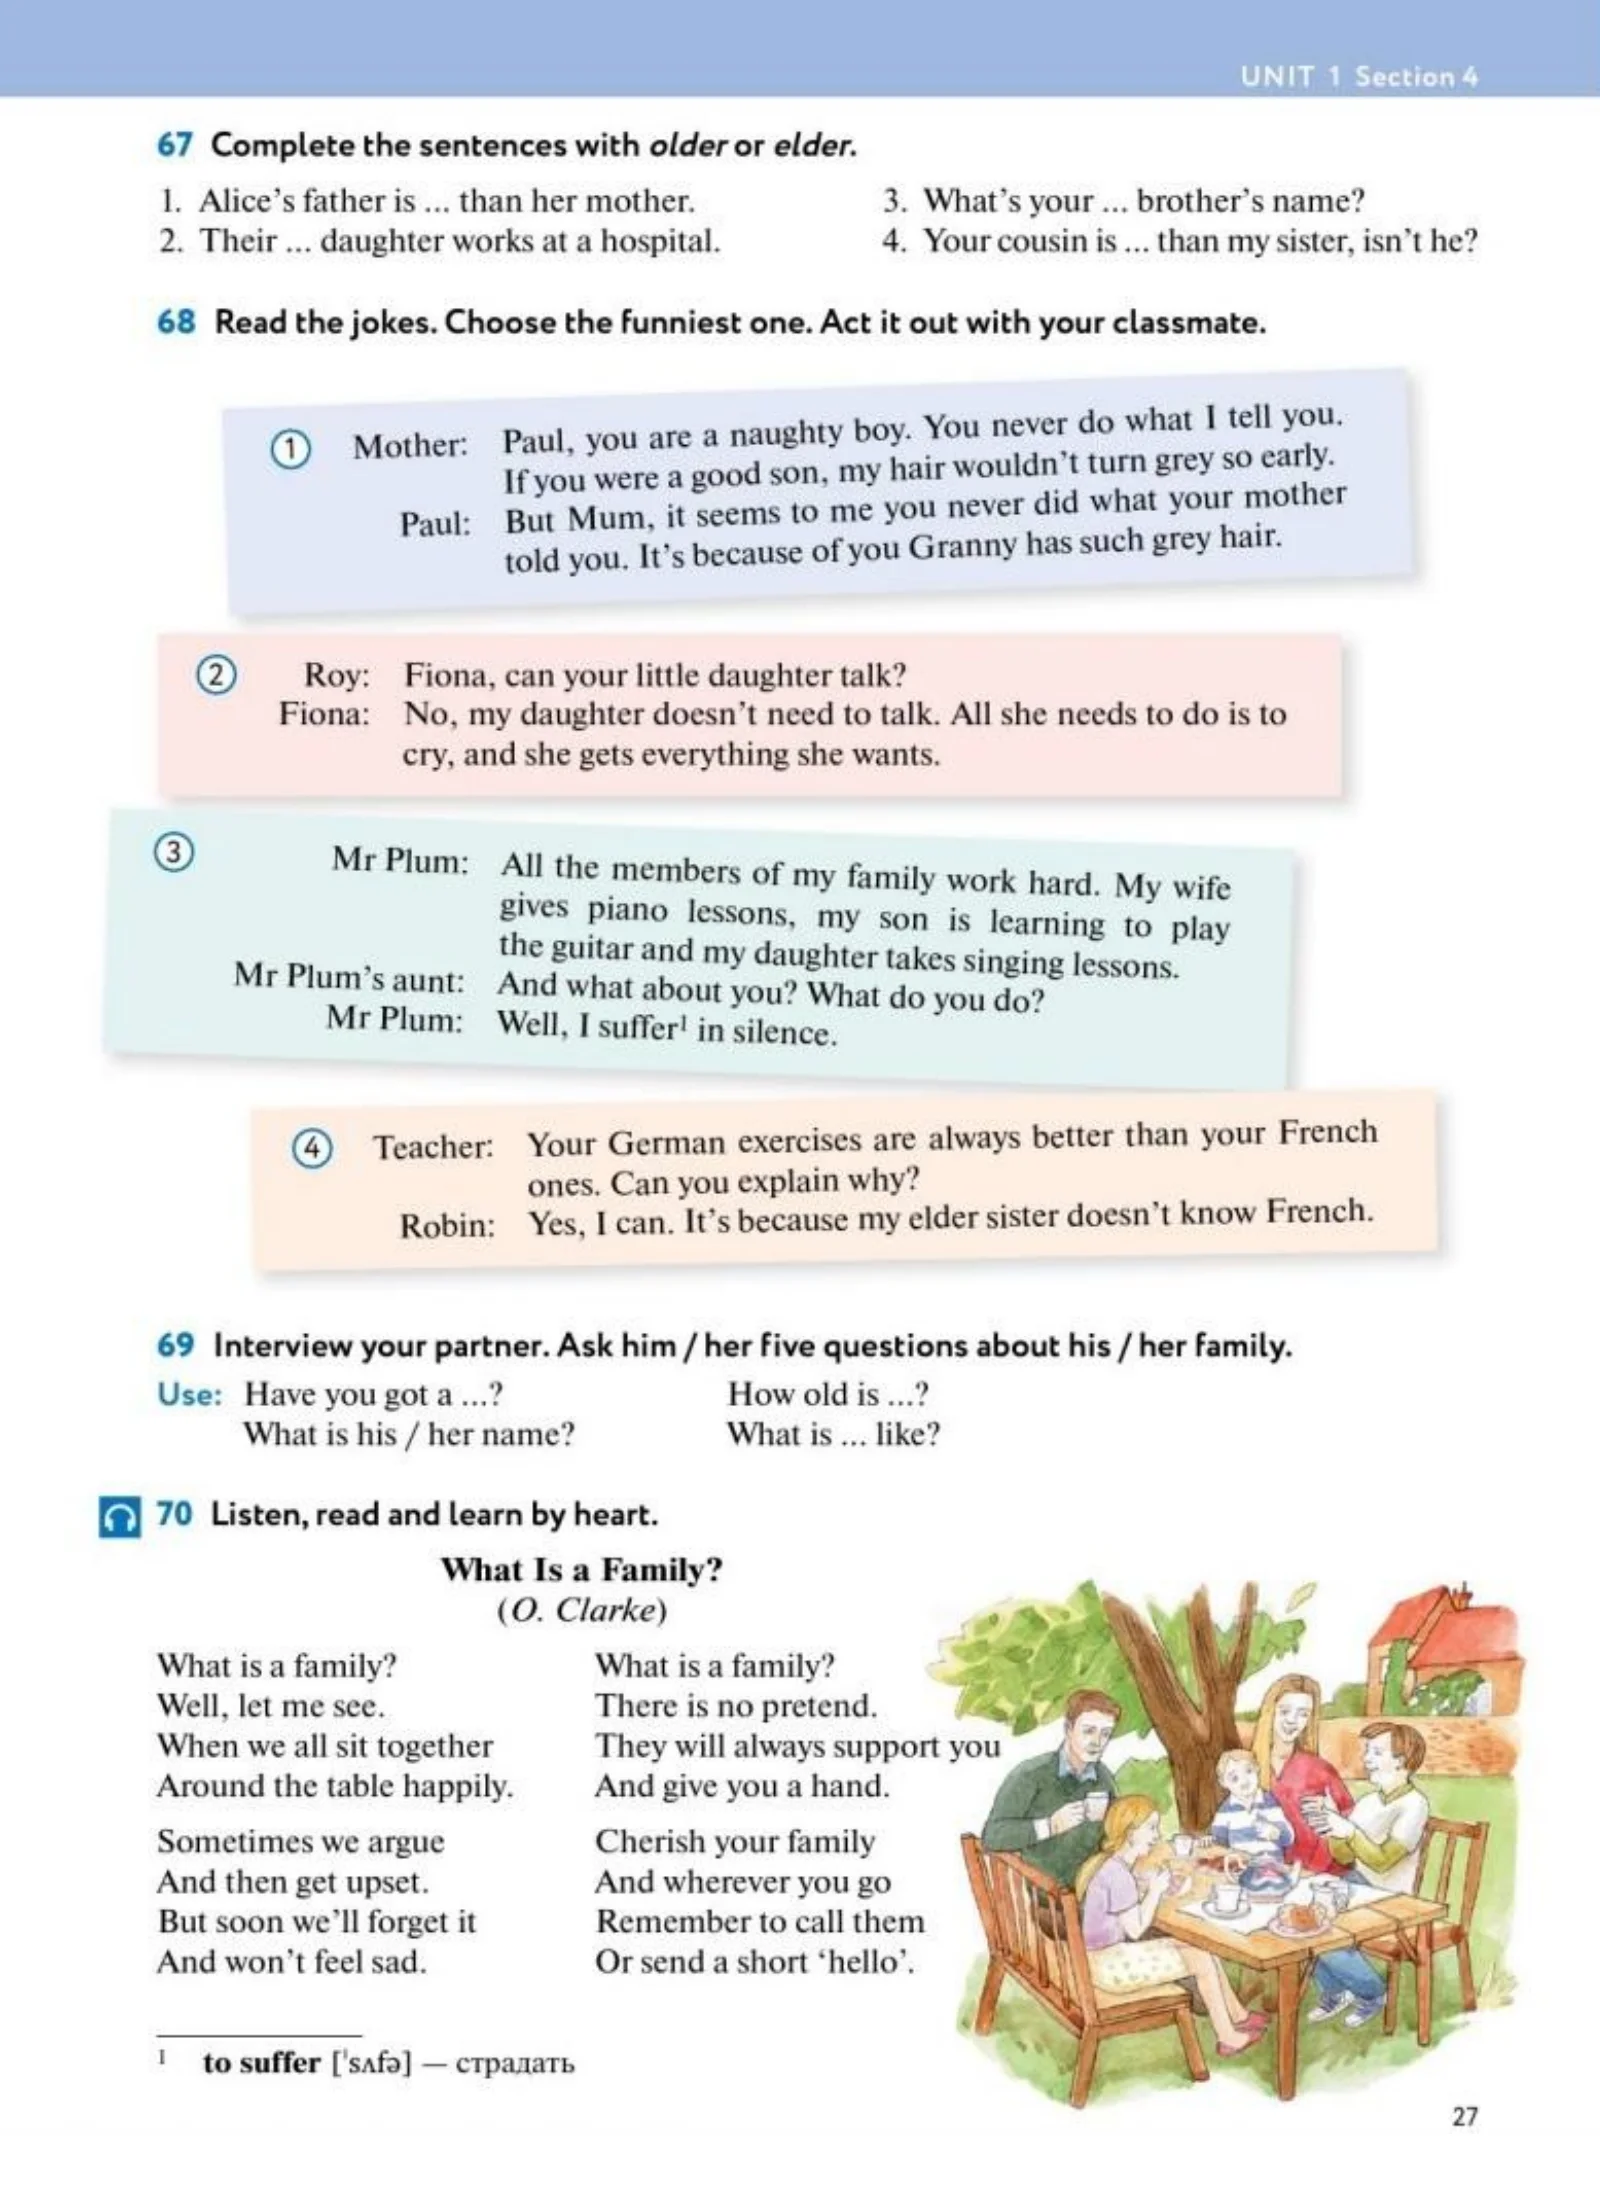 UNIT 1 Section 4
67 Complete the sentences with older or elder.
1. Alice's father is ... than her mother.
2. Their ... daughter works at a hospital.
3. What's your ... brother's name?
4. Your cousin is ... than my sister, isn't he?
68 Read the jokes. Choose the funniest one. Act it out with your classmate.
1 Mother: Paul, you are a naughty boy. You never do what I tell you.
If you were a good son, my hair wouldn't turn grey so early.
Paul: But Mum, it seems to me you never did what your mother
told you. It's because of you Granny has such grey hair.
2 Roy: Fiona, can your little daughter talk?
Fiona: No, my daughter doesn't need to talk. All she needs to do is to
cry, and she gets everything she wants.
3 Mr Plum: All the members of my family work hard. My wife
gives piano lessons, my son is learning to play
the guitar and my daughter takes singing lessons.
Mr Plum's aunt: And what about you? What do you do?
Mr Plum: Well, I suffer¹ in silence.
4 Teacher: Your German exercises are always better than your French
ones. Can you explain why?
Robin: Yes, I can. It's because my elder sister doesn't know French.
69 Interview your partner. Ask him / her five questions about his / her family.
Use: Have you got a ...?
What is his / her name?
How old is ...?
What is ... like?
70 Listen, read and learn by heart.
What Is a Family?
(O. Clarke)
What is a family?
Well, let me see.
When we all sit together
Around the table happily.
Sometimes we argue
And then get upset.
But soon we'll forget it
And won't feel sad.
What is a family?
There is no pretend.
They will always support you
And give you a hand.
Cherish your family
And wherever you go
Remember to call them
Or send a short 'hello'.
1 to suffer [ˈsʌfə] — страдать
27